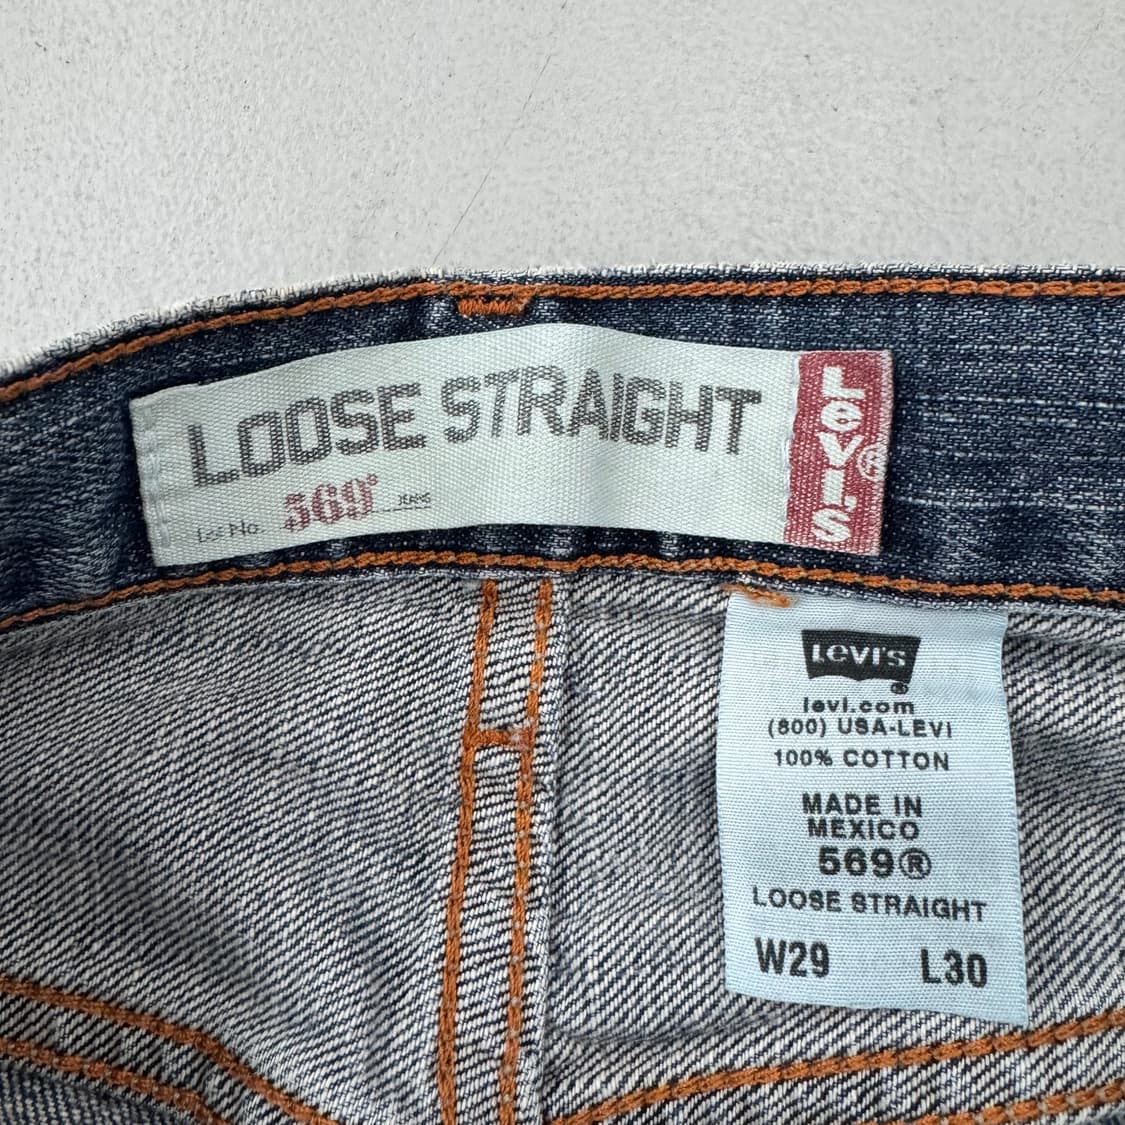 LOOSE STRAIGHT
Lot No. 569® JEANS
LEVI'S®
LEVI'S®
levi.com
(800) USA-LEVI
100% COTTON
MADE IN
MEXICO
569®
LOOSE STRAIGHT
W29 L30